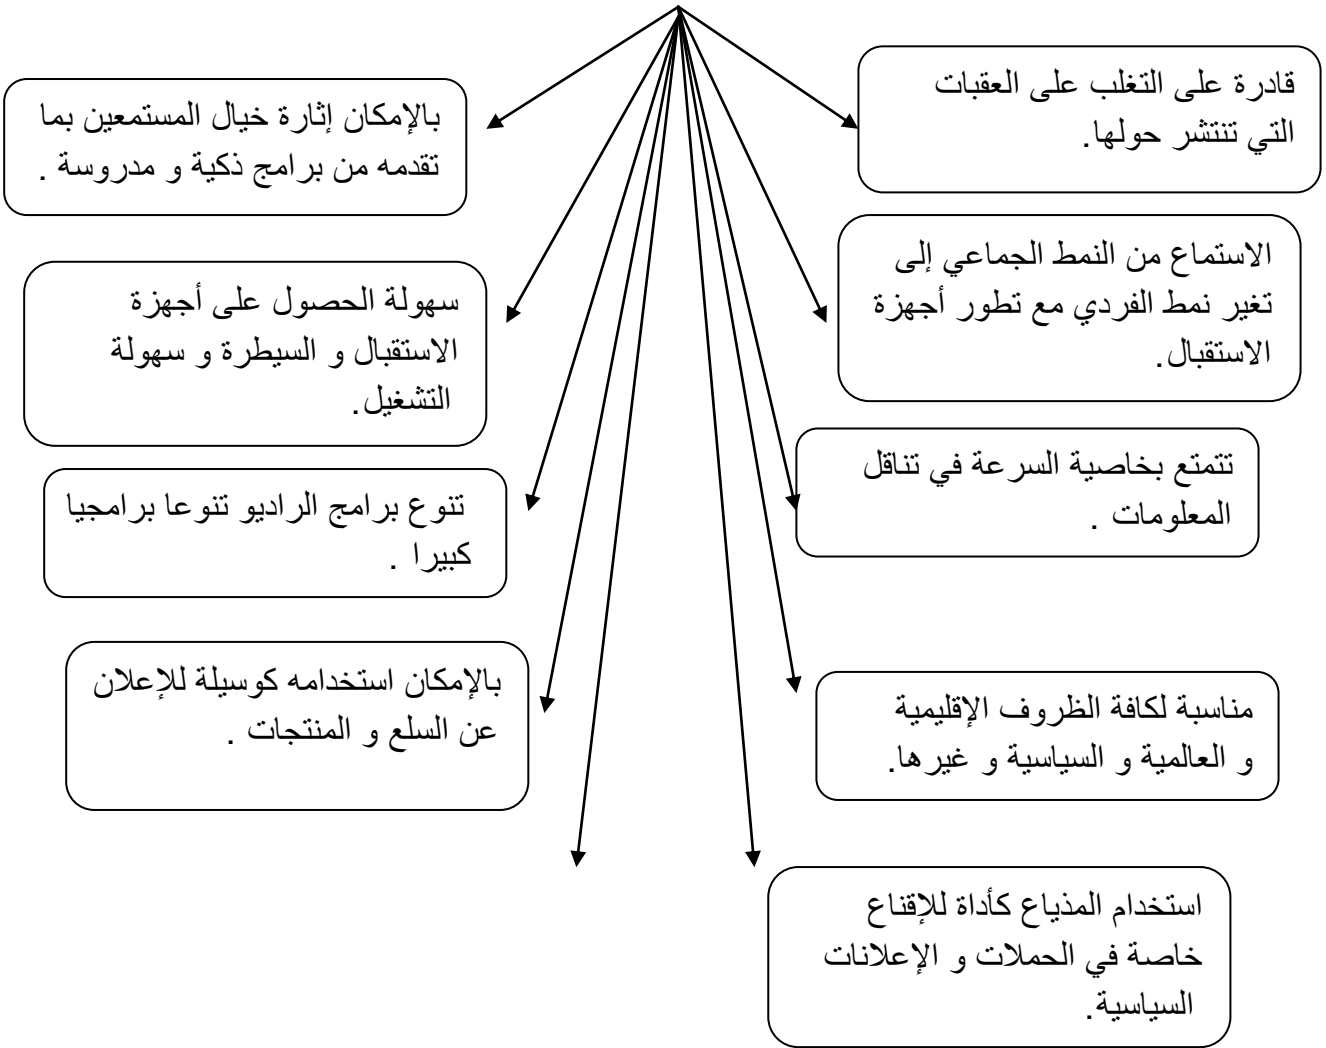 قادرة على التغلب على العقبات
التي تنتشر حولها.
بالإمكان إثارة خيال المستمعين بما
تقدمه من برامج ذكية و مدروسة .
الاستماع من النمط الجماعي إلى
تغير نمط الفردي مع تطور أجهزة
الاستقبال.
سهولة الحصول على أجهزة
الاستقبال و السيطرة و سهولة
التشغيل.
تتمتع بخاصية السرعة في تناقل
المعلومات .
تنوع برامج الراديو تنوعا برامجيا
كبيرا .
مناسبة لكافة الظروف الإقليمية
و العالمية و السياسية و غيرها.
بالإمكان استخدامه كوسيلة للإعلان
عن السلع و المنتجات .
استخدام المذياع كأداة للإقناع
خاصة في الحملات و الإعلانات
السياسية.